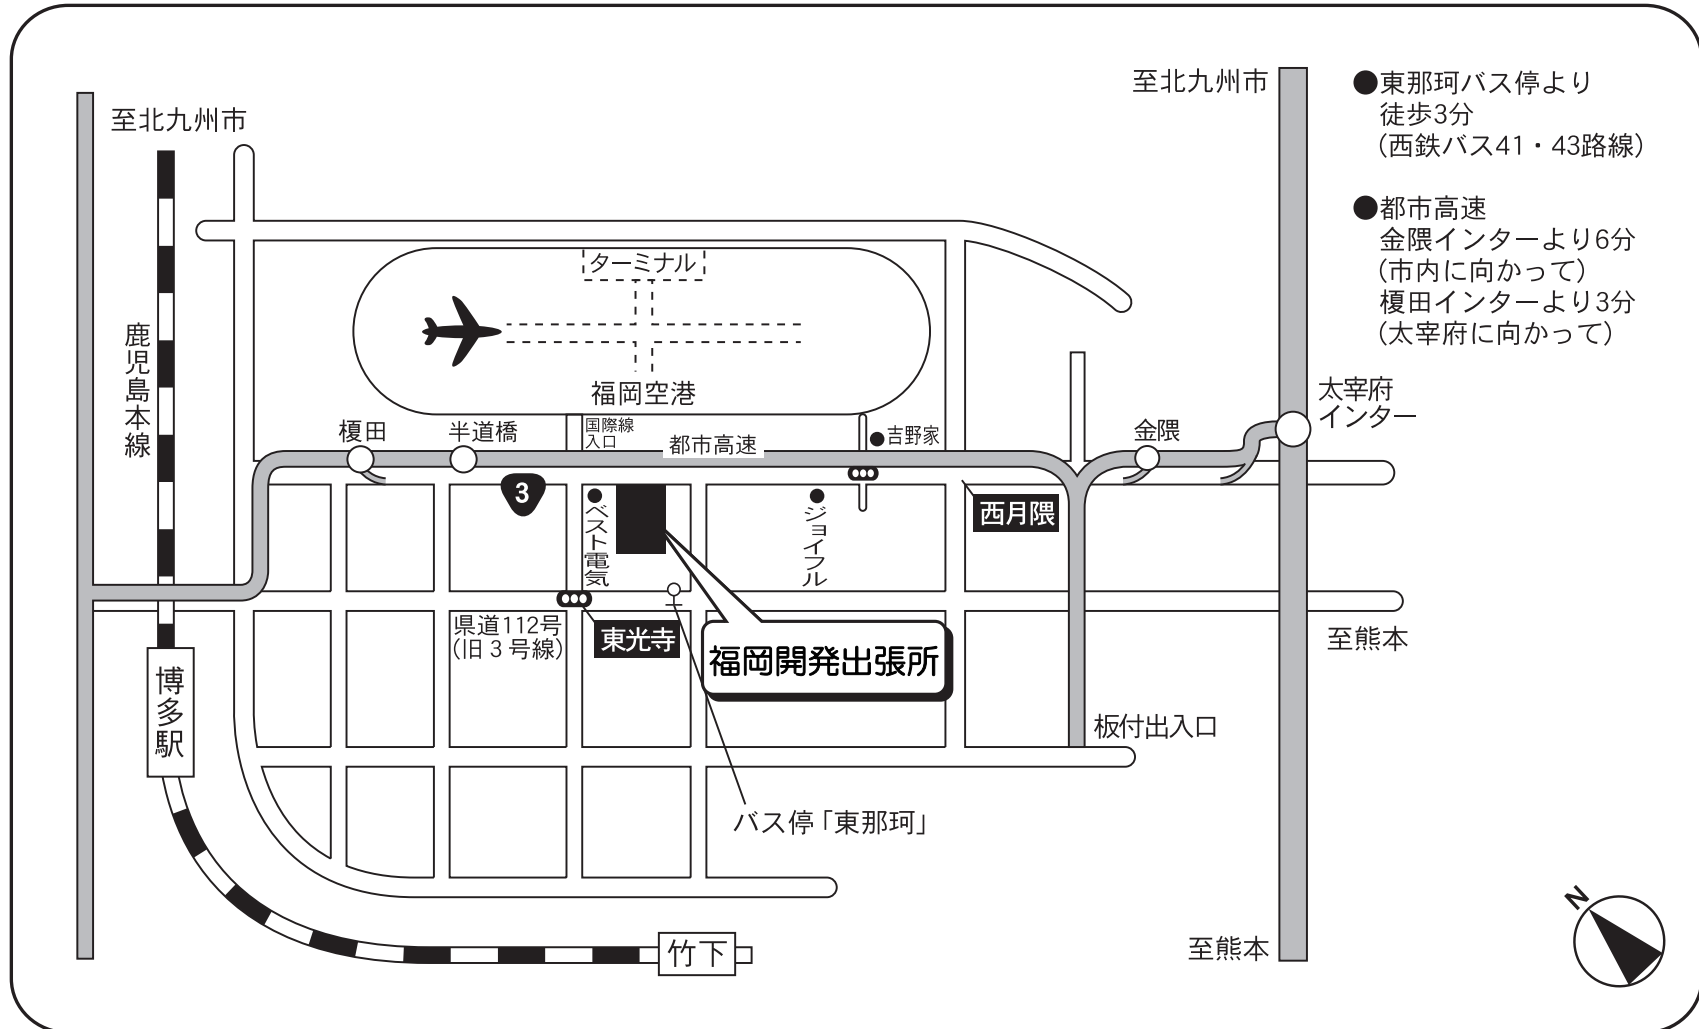 至北九州市
鹿児島本線
博多駅
竹下
ターミナル
福岡空港
国際線
入口
榎田
半道橋
都市高速
吉野家
金隈
3
ベスト電気
ジョイフル
西月隈
県道112号
(旧3号線)
東光寺
福岡開発出張所
バス停「東那珂」
板付出入口
至北九州市
太宰府
インター
至熊本
至熊本
●東那珂バス停より
徒歩3分
(西鉄バス41・43路線)
●都市高速
金隈インターより6分
(市内に向かって)
榎田インターより3分
(太宰府に向かって)
N